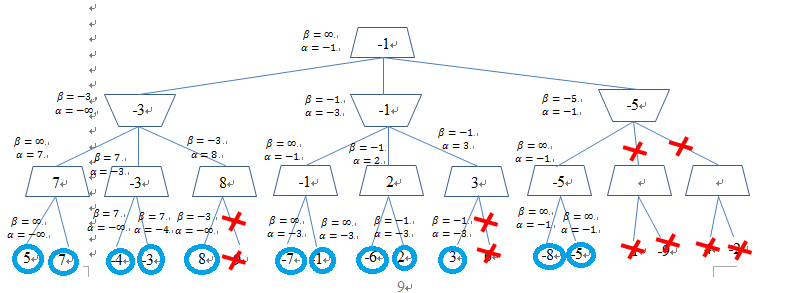 β = ∞.
α = −1.
-1
β = −3.
α = −∞.
-3
β = −1.
α = −3.
-1
β = −5.
α = −1.
-5
β = ∞.
α = 7.
β = 7.
α = −3.
β = −3.
α = 8.
β = ∞.
α = −1.
β = −1.
α = 2.
β = −1.
α = 3.
β = ∞.
α = −1.
7
-3
8
-1
2
3
-5
β = ∞.
α = −∞.
β = 7.
α = −∞.
β = 7.
α = −4.
β = −3.
α = −∞.
β = ∞.
α = −3.
β = ∞.
α = −3.
β = −1.
α = −3.
β = −1.
α = −3.
β = ∞.
α = −1.
β = ∞.
α = −1.
5
7
-4
-3
8
-7
-1
-6
2
3
-8
-5
-9
9